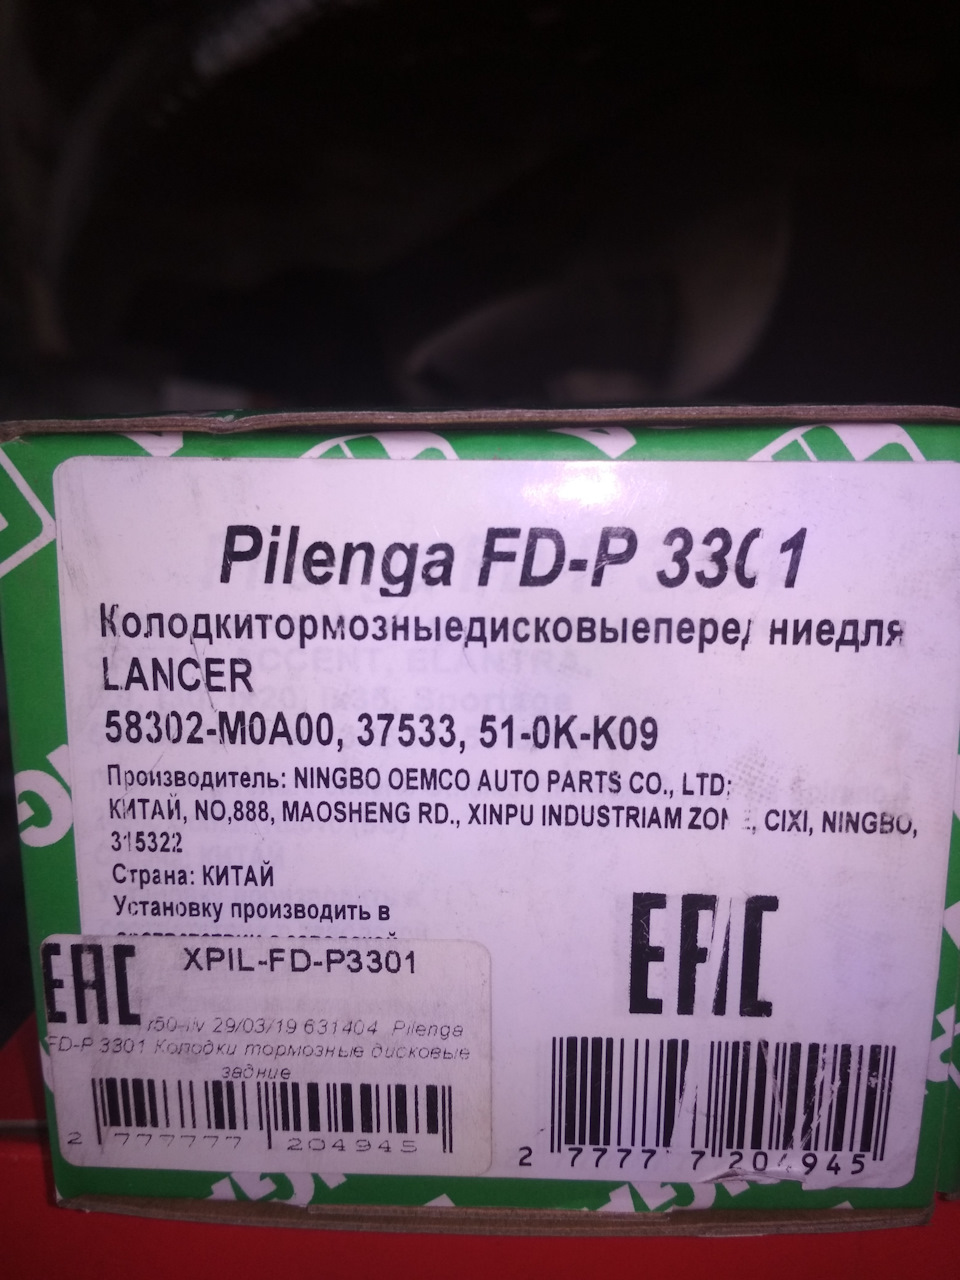 Pilenga FD-P 3301
Колодкитормозныедисковыепередниедля
LANCER
58302-M0A00, 37533, 51-0K-K09
Производитель: NINGBO OEMCO AUTO PARTS CO., LTD;
КИТАЙ, NO,888, MAOSHENG RD., XINPU INDUSTRIAM ZONE, CIXI, NINGBO,
315322
Страна: КИТАЙ
Установку производить в
EAC
EAC
XPIL-FD-P3301
29/03/19 631404 Pilenga
FD-P 3301 Колодки тормозные дисковые
задние
2 777777 204945
2 77777 7 204945